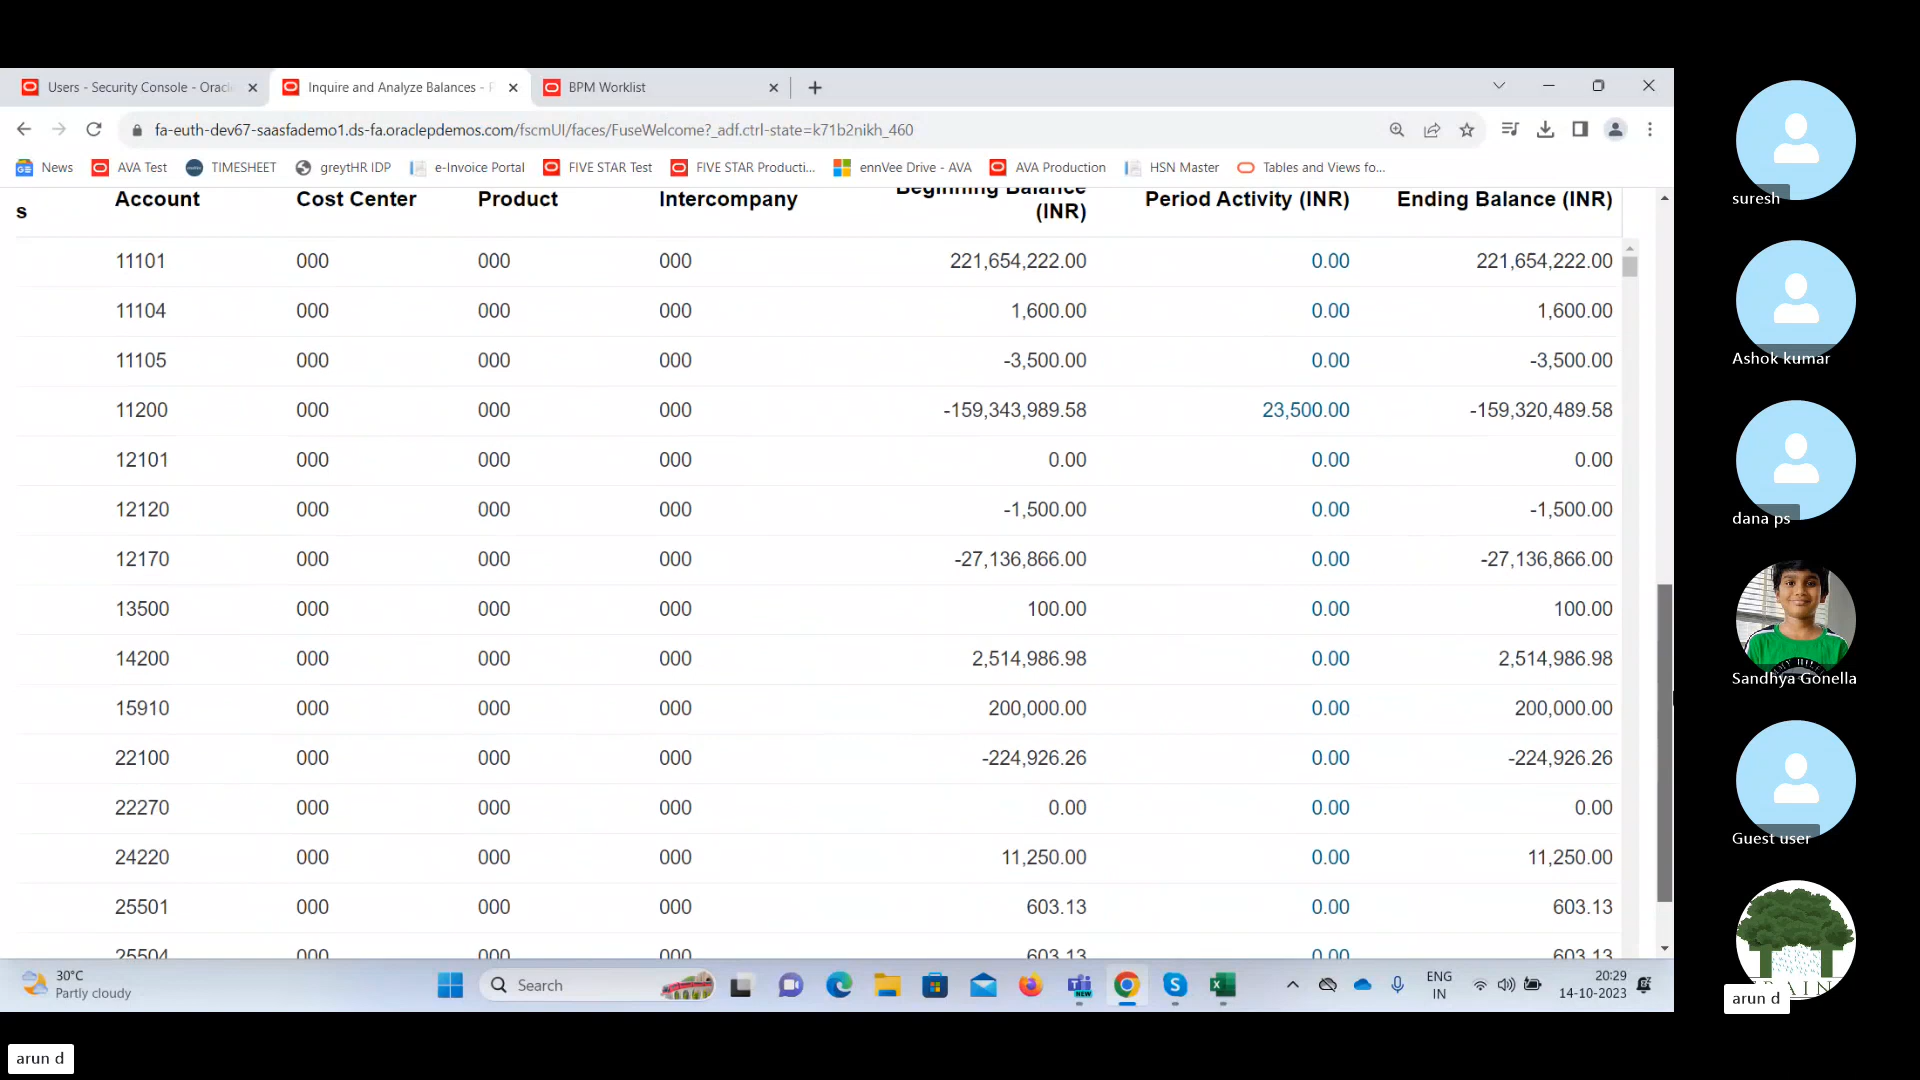 Users - Security Console - Orac
Inquire and Analyze Balances -
BPM Worklist
fa-euth-dev67-saasfademo1.ds-fa.oraclepdemos.com/fscmUI/faces/FuseWelcome?_adf.ctrl-state=k71b2nikh_460
News AVA Test TIMESHEET greytHR IDP e-Invoice Portal FIVE STAR Test FIVE STAR Producti... ennVee Drive - AVA AVA Production HSN Master Tables and Views fo...
s Account Cost Center Product Intercompany Beginning Balance (INR) Period Activity (INR) Ending Balance (INR)
11101 000 000 000 221,654,222.00 0.00 221,654,222.00
11104 000 000 000 1,600.00 0.00 1,600.00
11105 000 000 000 -3,500.00 0.00 -3,500.00
11200 000 000 000 -159,343,989.58 23,500.00 -159,320,489.58
12101 000 000 000 0.00 0.00 0.00
12120 000 000 000 -1,500.00 0.00 -1,500.00
12170 000 000 000 -27,136,866.00 0.00 -27,136,866.00
13500 000 000 000 100.00 0.00 100.00
14200 000 000 000 2,514,986.98 0.00 2,514,986.98
15910 000 000 000 200,000.00 0.00 200,000.00
22100 000 000 000 -224,926.26 0.00 -224,926.26
22270 000 000 000 0.00 0.00 0.00
24220 000 000 000 11,250.00 0.00 11,250.00
25501 000 000 000 603.13 0.00 603.13
25504 000 000 000 603.13 0.00 603.13
30°C
Partly cloudy
Search
ENG
IN
20:29
14-10-2023
suresh
Ashok kumar
dana ps
Sandhya Gonella
Guest user
arun d
arun d